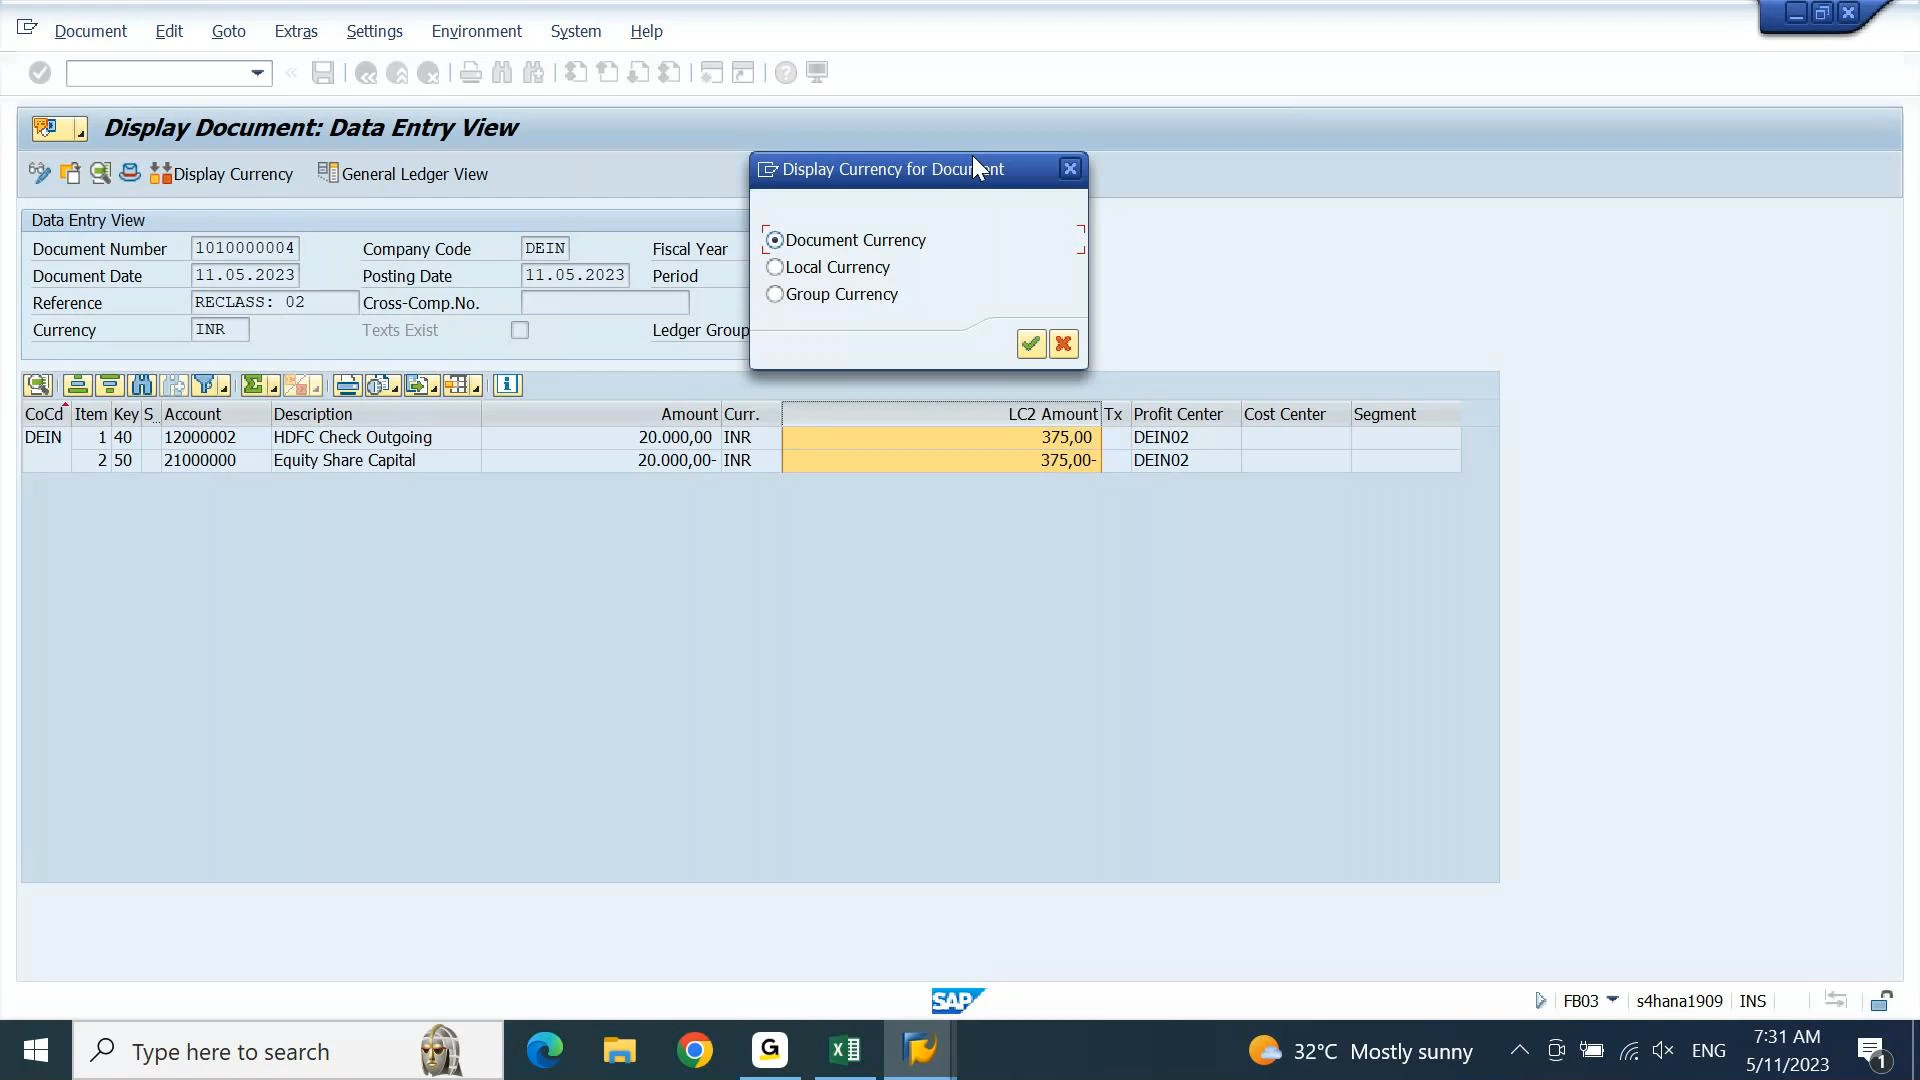 Document Edit Goto Extras Settings Environment System Help
Display Document: Data Entry View
Display Currency General Ledger View
Display Currency for Document
Document Currency
Local Currency
Group Currency
Data Entry View
Document Number 1010000004 Company Code DEIN Fiscal Year
Document Date 11.05.2023 Posting Date 11.05.2023 Period
Reference RECLASS: 02 Cross-Comp.No.
Currency INR Texts Exist Ledger Group
CoCd Item Key S.. Account Description Amount Curr. LC2 Amount Tx Profit Center Cost Center Segment
DEIN 1 40 12000002 HDFC Check Outgoing 20.000,00 INR 375,00 DEIN02
2 50 21000000 Equity Share Capital 20.000,00- INR 375,00- DEIN02
SAP
FB03 s4hana1909 INS
Type here to search
G
32°C Mostly sunny
ENG
7:31 AM
5/11/2023
1